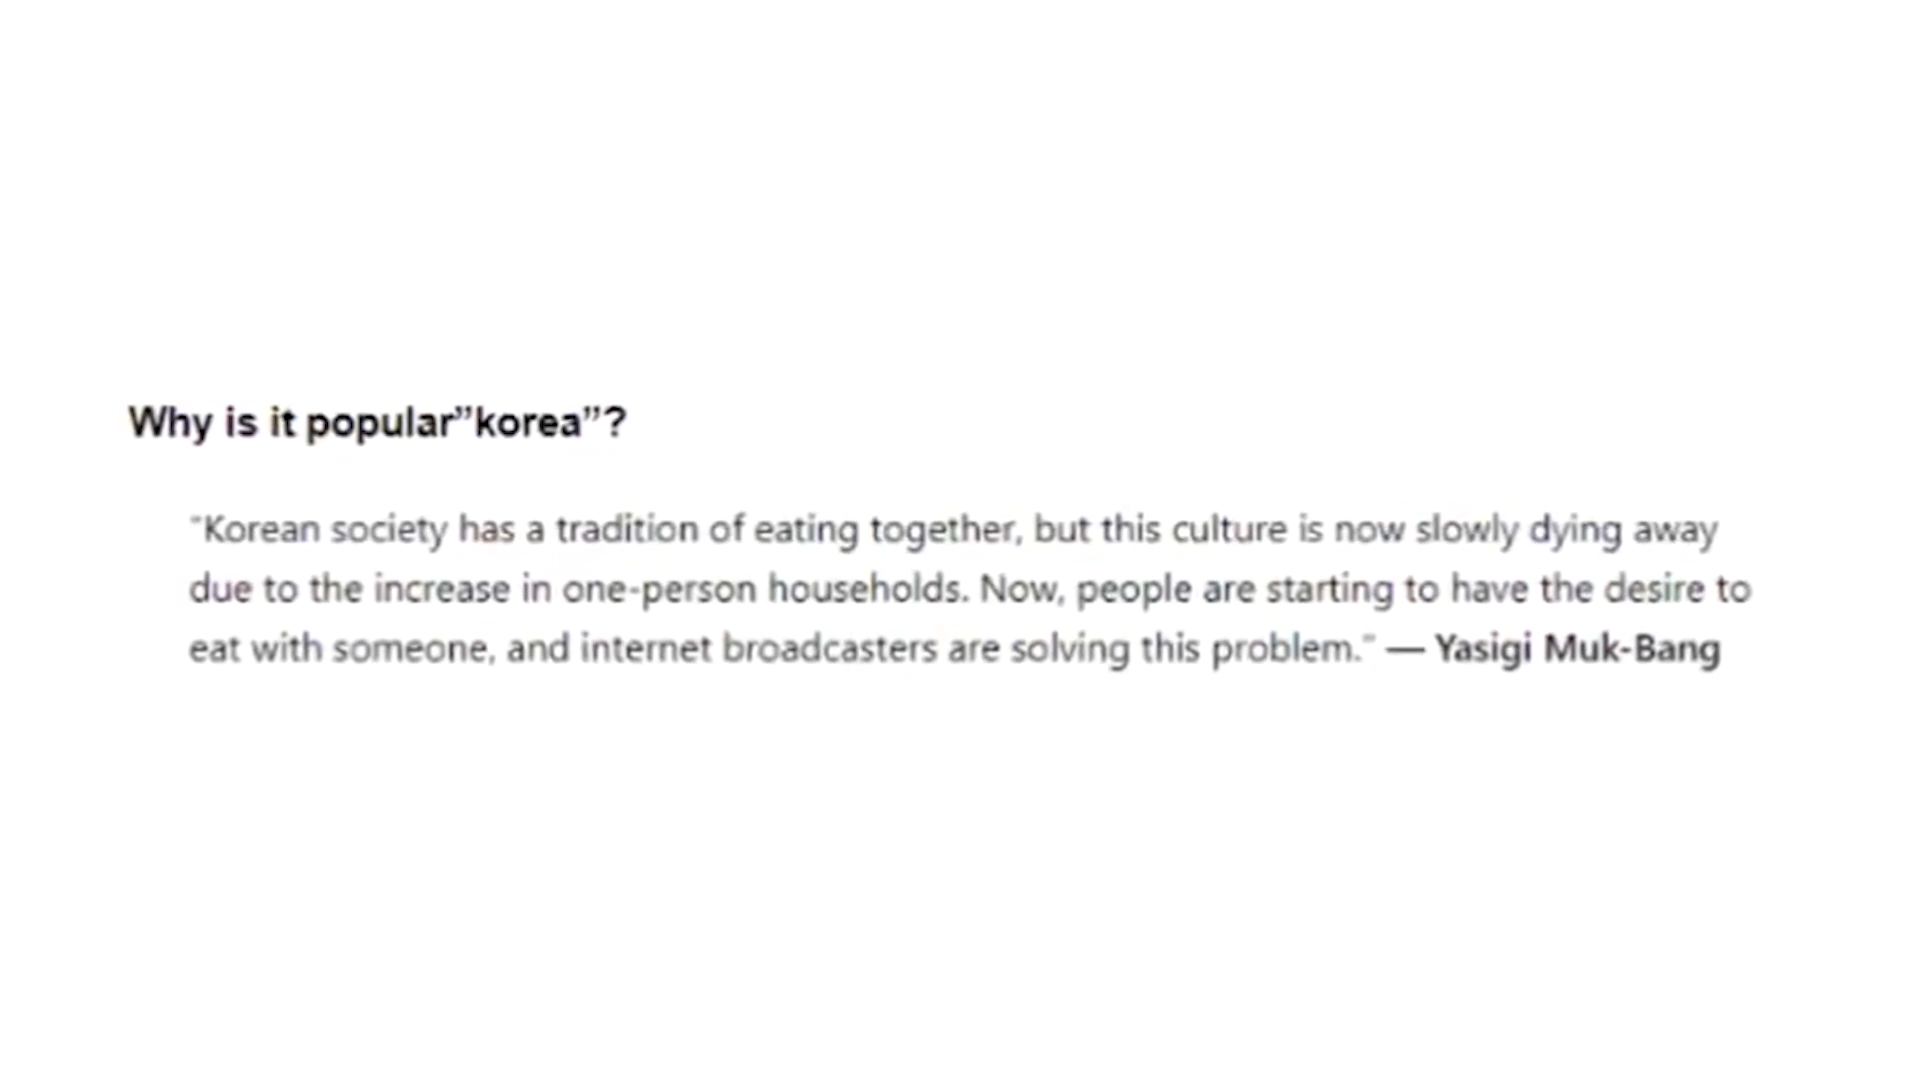 Why is it popular”korea”?
"Korean society has a tradition of eating together, but this culture is now slowly dying away
due to the increase in one-person households. Now, people are starting to have the desire to
eat with someone, and internet broadcasters are solving this problem." — Yasigi Muk-Bang